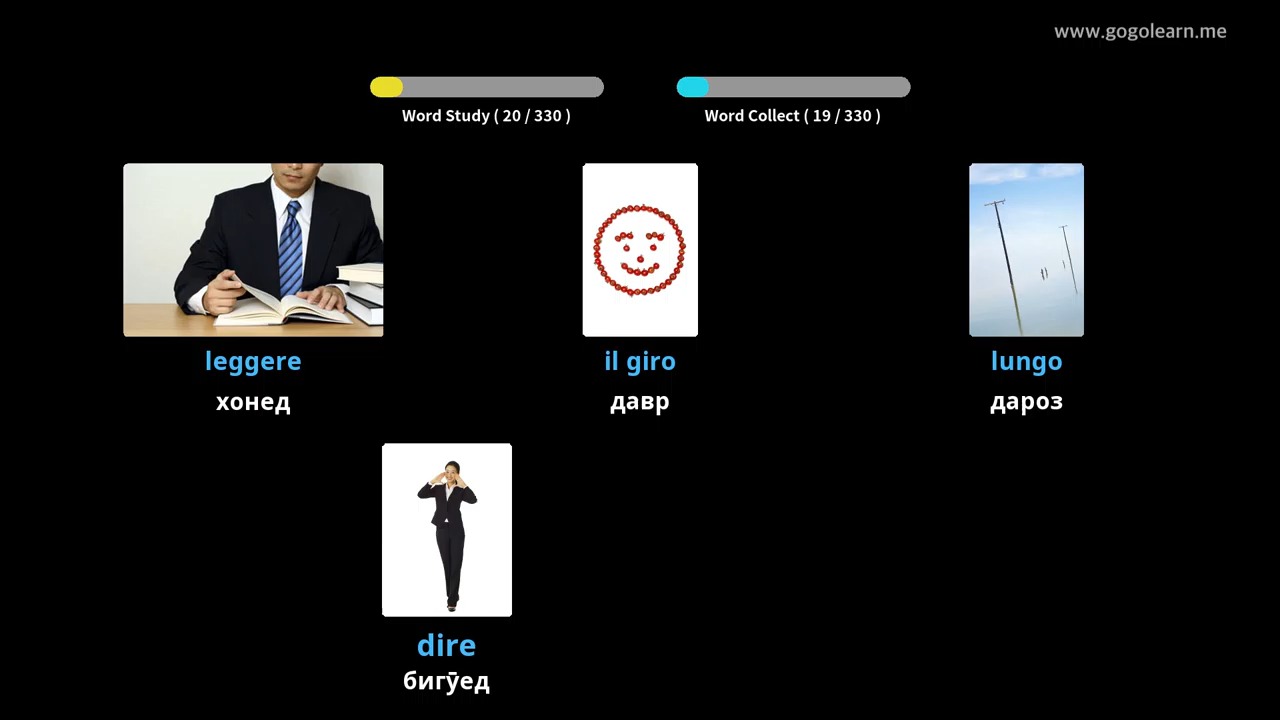 www.gogolearn.me
Word Study ( 20 / 330 )
Word Collect ( 19 / 330 )
leggere
хонед
il giro
давр
lungo
дароз
dire
бигӯед